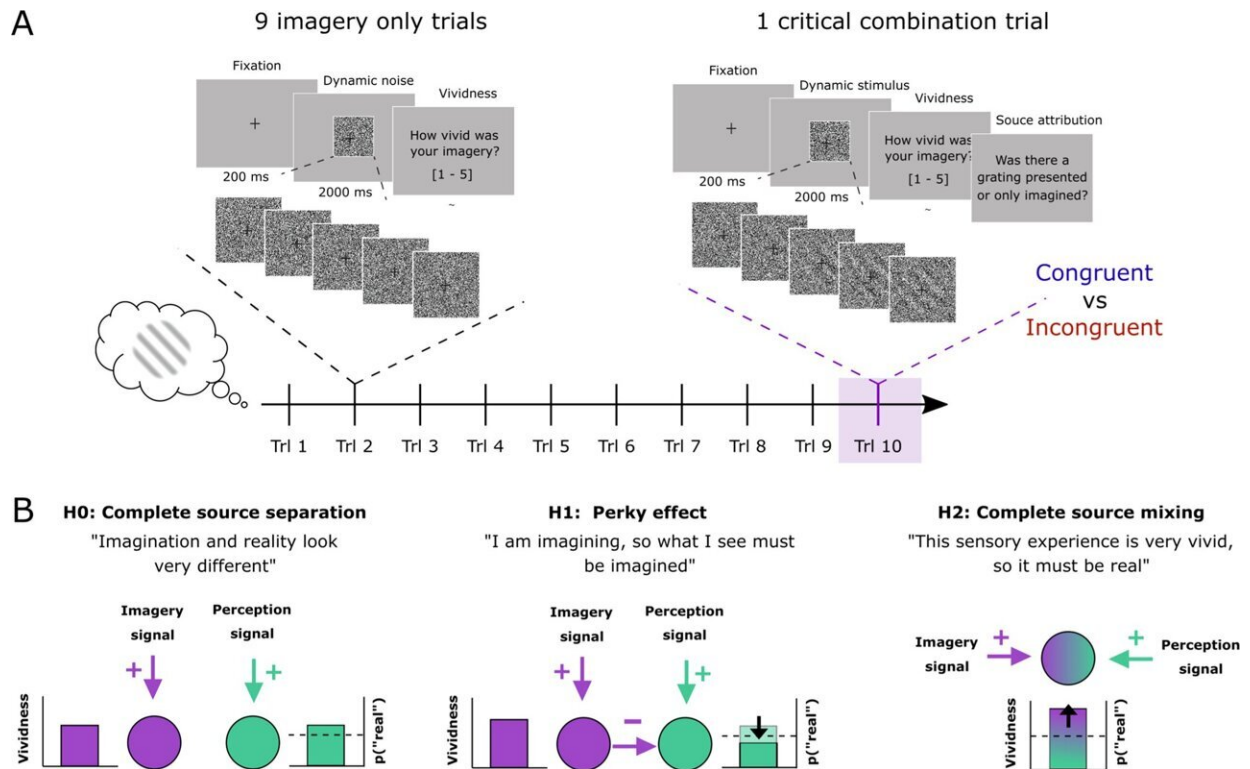 A
9 imagery only trials
Fixation
Dynamic noise
Vividness
How vivid was
your imagery?
[1 - 5]
200 ms
2000 ms
~
1 critical combination trial
Fixation
Dynamic stimulus
Vividness
Souce attribution
How vivid was
your imagery?
[1 - 5]
Was there a
grating presented
or only imagined?
200 ms
2000 ms
~
Congruent
vs
Incongruent
Trl 1
Trl 2
Trl 3
Trl 4
Trl 5
Trl 6
Trl 7
Trl 8
Trl 9
Trl 10
B
H0: Complete source separation
"Imagination and reality look
very different"
Imagery
signal
Perception
signal
+
+
Vividness
p("real")
H1: Perky effect
"I am imagining, so what I see must
be imagined"
Imagery
signal
Perception
signal
+
−
+
Vividness
p("real")
H2: Complete source mixing
"This sensory experience is very vivid,
so it must be real"
Imagery
signal
+
+
Perception
signal
Vividness
p("real")